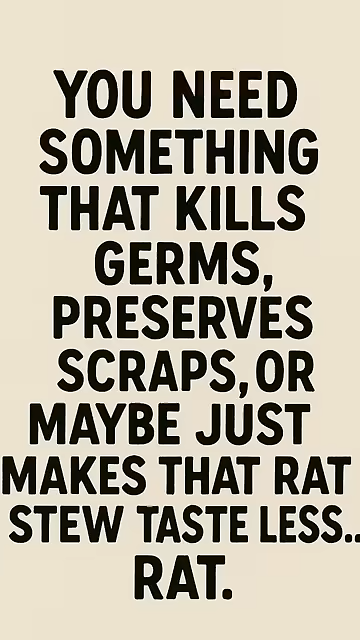 YOU NEED
SOMETHING
THAT KILLS
GERMS,
PRESERVES
SCRAPS,OR
MAYBE JUST
MAKES THAT RAT
STEW TASTE LESS..
RAT.